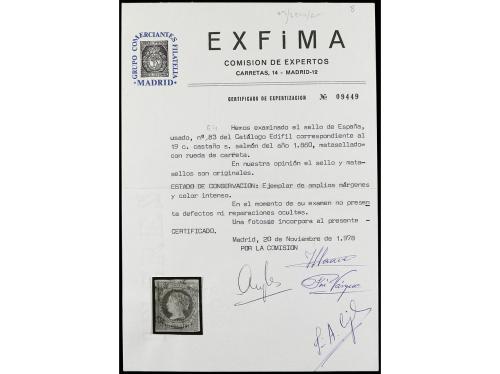 8
GRUPO COMERCIANTES FILATELIA
MADRID
EXFiMA
COMISION DE EXPERTOS
CARRETAS, 14 - MADRID-12
CERTIFICADO DE EXPERTIZACION Nº 09449
Hemos examinado el sello de España,
usado, nº.83 del Catálogo Edifil correspondiente al
19 c. castaño s. salmón del año 1.860, matasellado-
con rueda de carreta.
En nuestra opinión el sello y mata-
sellos son originales.
ESTADO DE CONSERVACION: Ejemplar de amplios márgenes
y color intenso.
En el momento de su examen no presen
ta defectos ni reparaciones ocultas.
Una fotose incorpora al presente -
CERTIFICADO.
Madrid, 20 de Noviembre de 1.978
POR LA COMISION